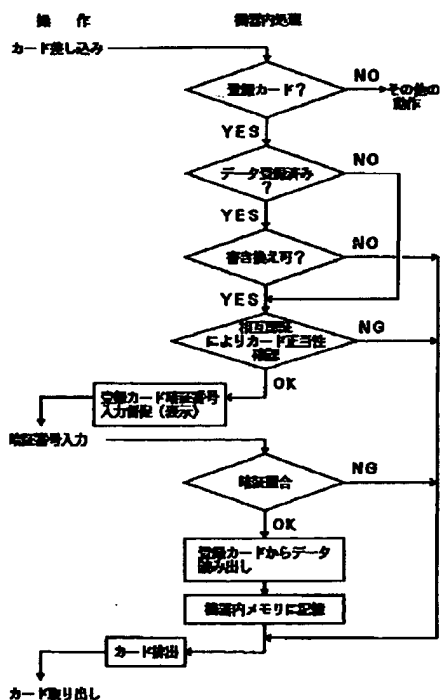 操 作
機器内処理
カード差し込み
登録カード?
NO
その他の
動作
YES
データ登録済み
?
NO
YES
書き換え可?
NO
YES
相互認証
によりカード正当性
確認
NG
OK
登録カード暗証番号
入力督促(表示)
暗証番号入力
暗証照合
NG
OK
登録カードからデータ
読み出し
機器内メモリに記憶
カード排出
カード取り出し